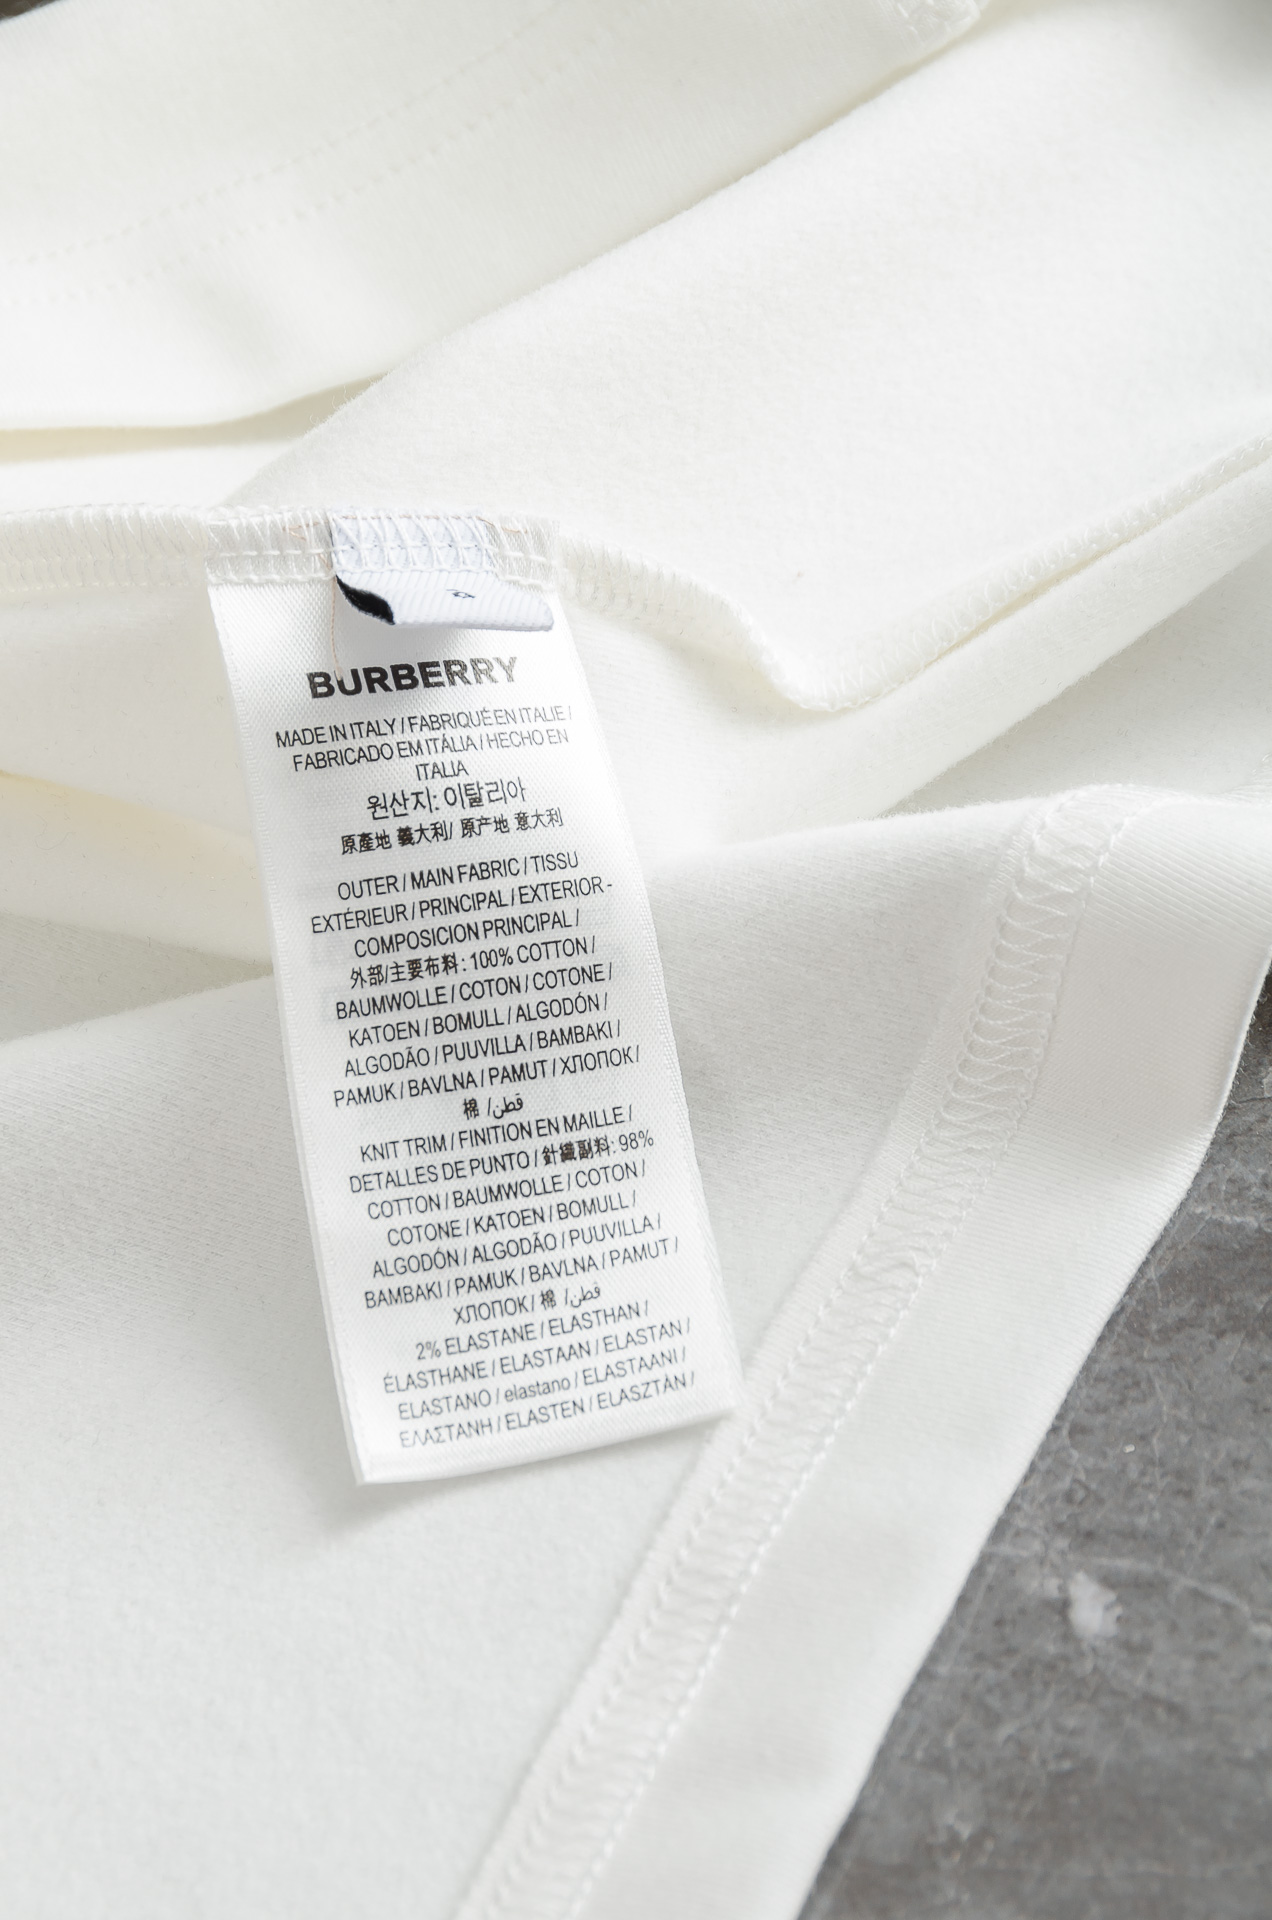 BURBERRY
MADE IN ITALY / FABRIQUÉ EN ITALIE /
FABRICADO EM ITÁLIA / HECHO EN
ITALIA
원산지: 이탈리아
原產地 義大利/ 原产地 意大利
OUTER / MAIN FABRIC / TISSU
EXTÉRIEUR / PRINCIPAL / EXTERIOR -
COMPOSICION PRINCIPAL /
外部/主要布料: 100% COTTON /
BAUMWOLLE / COTON / COTONE /
KATOEN / BOMULL / ALGODÓN /
ALGODÃO / PUUVILLA / BAMBAKI /
PAMUK / BAVLNA / PAMUT / ХЛОПОК /
棉 /قطن
KNIT TRIM / FINITION EN MAILLE /
DETALLES DE PUNTO / 針織副料: 98%
COTTON / BAUMWOLLE / COTON /
COTONE / KATOEN / BOMULL /
ALGODÓN / ALGODÃO / PUUVILLA /
BAMBAKI / PAMUK / BAVLNA / PAMUT /
ХЛОПОК / 棉 /قطن
2% ELASTANE / ELASTHAN /
ÉLASTHANE / ELASTAAN / ELASTAN /
ELASTANO / elastano / ELASTAANI /
ΕΛΑΣΤΑΝΗ / ELASTEN / ELASZTÁN /